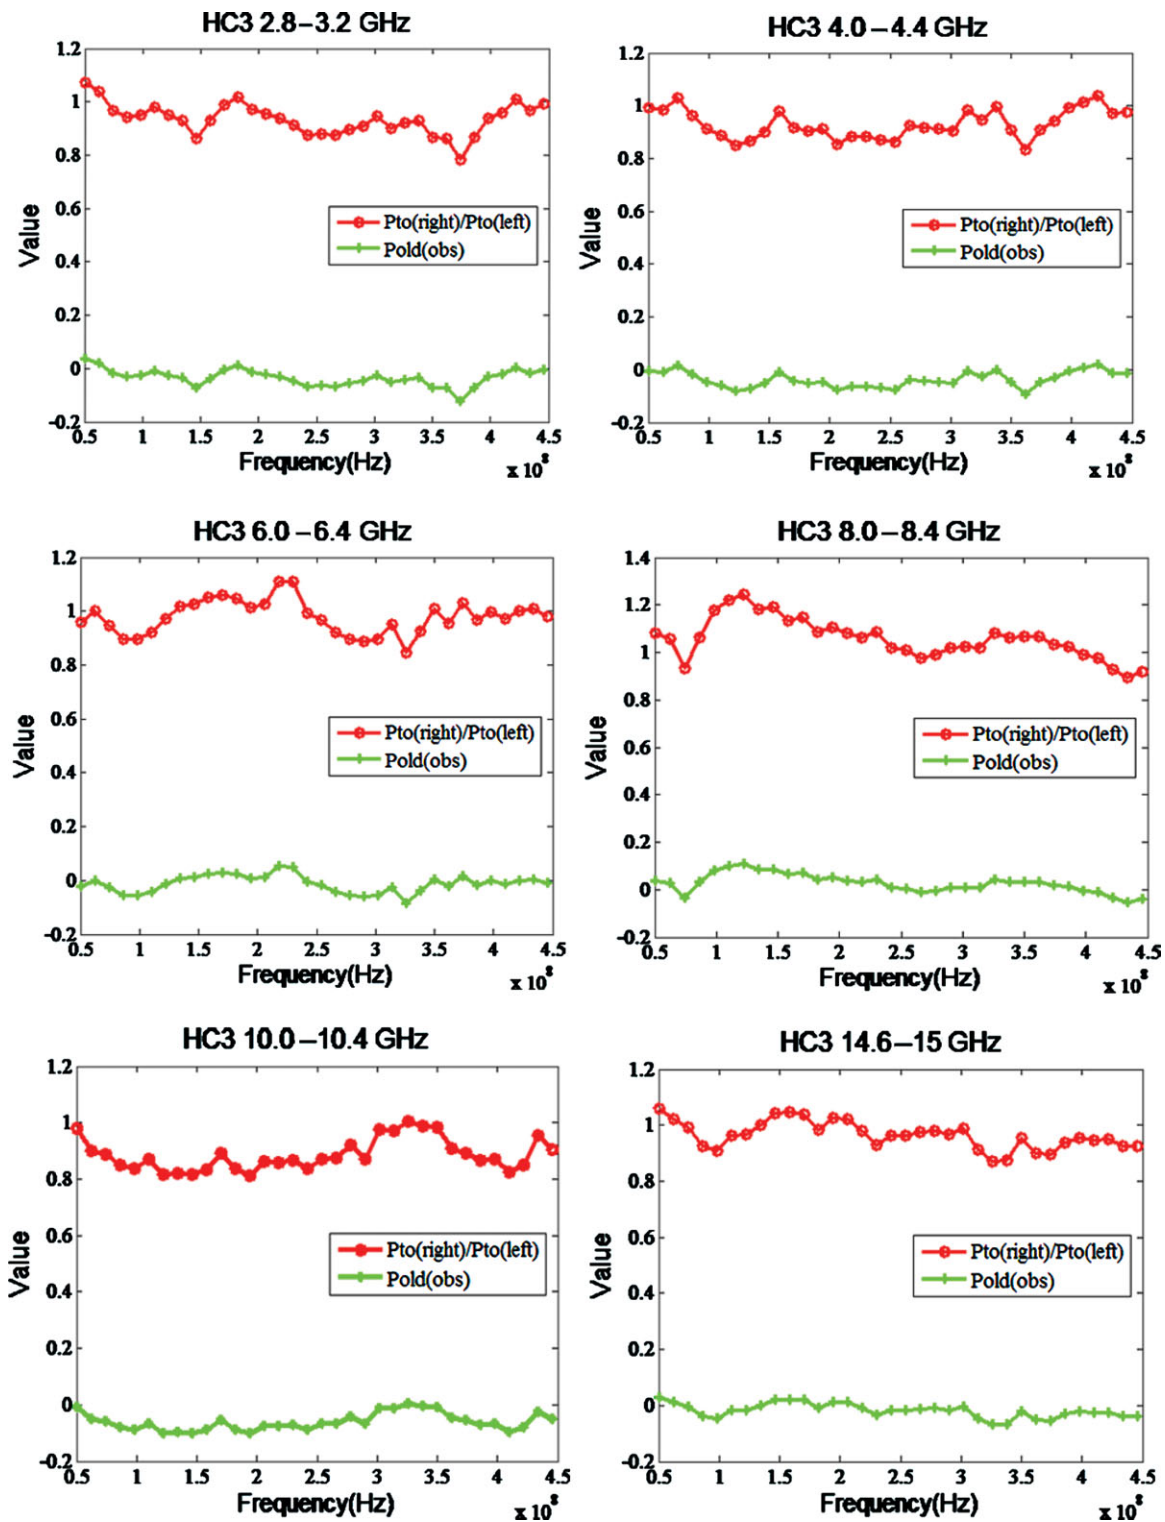 HC3 2.8–3.2 GHz
1.2
1
0.8
0.6
0.4
0.2
0
-0.2
Value
Pto(right)/Pto(left)
Pold(obs)
0.5 1 1.5 2 2.5 3 3.5 4 4.5
Frequency(Hz)
x 10⁸
HC3 4.0–4.4 GHz
1.2
1
0.8
0.6
0.4
0.2
0
-0.2
Value
Pto(right)/Pto(left)
Pold(obs)
0.5 1 1.5 2 2.5 3 3.5 4 4.5
Frequency(Hz)
x 10⁸
HC3 6.0–6.4 GHz
1.2
1
0.8
0.6
0.4
0.2
0
-0.2
Value
Pto(right)/Pto(left)
Pold(obs)
0.5 1 1.5 2 2.5 3 3.5 4 4.5
Frequency(Hz)
x 10⁸
HC3 8.0–8.4 GHz
1.4
1.2
1
0.8
0.6
0.4
0.2
0
-0.2
Value
Pto(right)/Pto(left)
Pold(obs)
0.5 1 1.5 2 2.5 3 3.5 4 4.5
Frequency(Hz)
x 10⁸
HC3 10.0–10.4 GHz
1.2
1
0.8
0.6
0.4
0.2
0
-0.2
Value
Pto(right)/Pto(left)
Pold(obs)
0.5 1 1.5 2 2.5 3 3.5 4 4.5
Frequency(Hz)
x 10⁸
HC3 14.6–15 GHz
1.2
1
0.8
0.6
0.4
0.2
0
-0.2
Value
Pto(right)/Pto(left)
Pold(obs)
0.5 1 1.5 2 2.5 3 3.5 4 4.5
Frequency(Hz)
x 10⁸